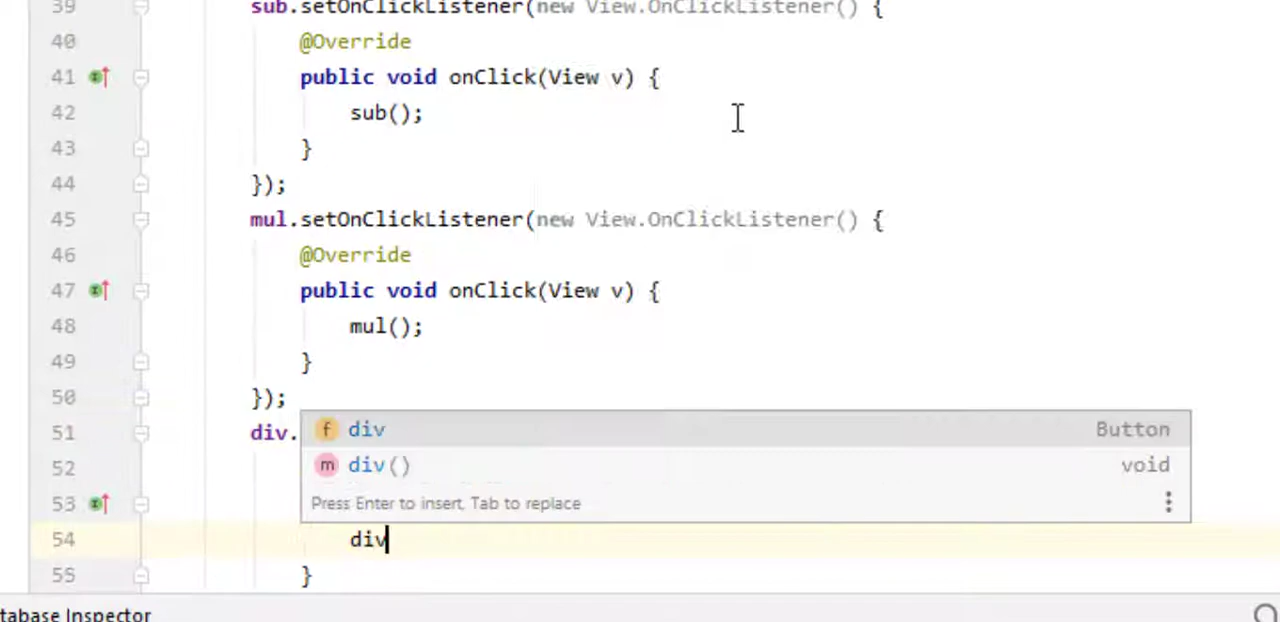 39 sub.setOnClickListener(new View.OnClickListener() {
40 @Override
41 public void onClick(View v) {
42 sub();
43 }
44 });
45 mul.setOnClickListener(new View.OnClickListener() {
46 @Override
47 public void onClick(View v) {
48 mul();
49 }
50 });
51 div.
f div Button
52
m div() void
53
Press Enter to insert, Tab to replace
54 div
55 }
tabase Inspector